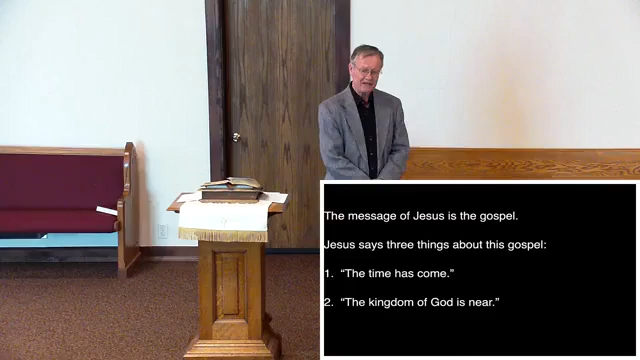 The message of Jesus is the gospel.
Jesus says three things about this gospel:
1. “The time has come.”
2. “The kingdom of God is near.”